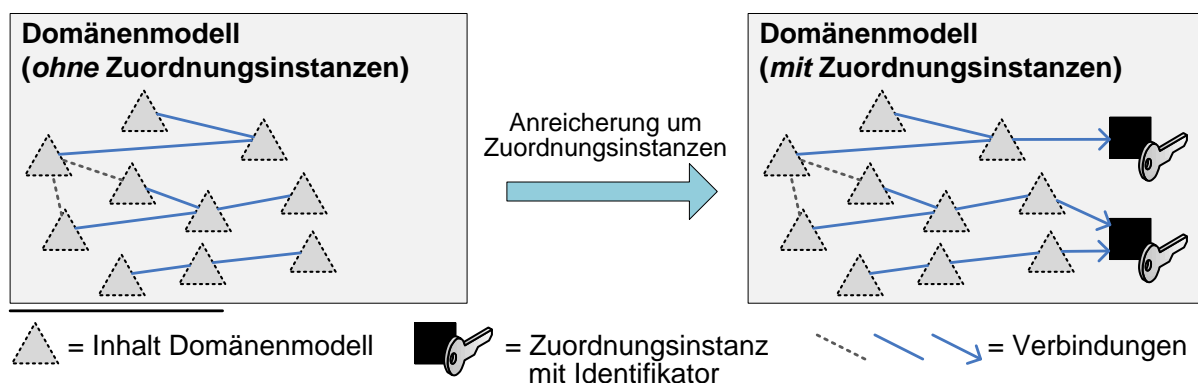 Domänenmodell
(ohne Zuordnungsinstanzen)
Anreicherung um
Zuordnungsinstanzen
Domänenmodell
(mit Zuordnungsinstanzen)
= Inhalt Domänenmodell
= Zuordnungsinstanz
mit Identifikator
= Verbindungen